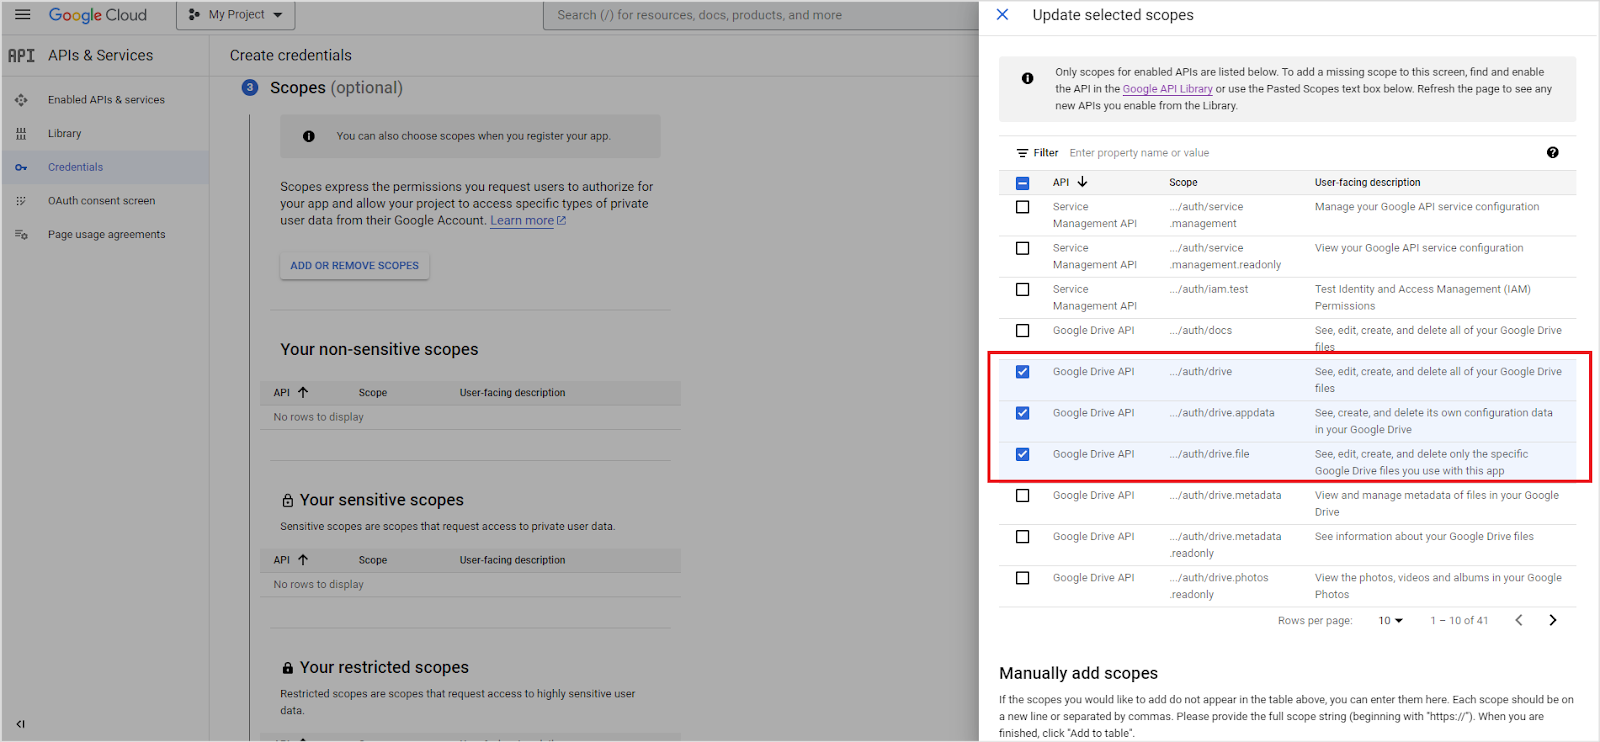 Google Cloud
My Project
Search (/) for resources, docs, products, and more
API APIs & Services
Enabled APIs & services
Library
Credentials
OAuth consent screen
Page usage agreements
Create credentials
3 Scopes (optional)
You can also choose scopes when you register your app.
Scopes express the permissions you request users to authorize for
your app and allow your project to access specific types of private
user data from their Google Account. Learn more
ADD OR REMOVE SCOPES
Your non-sensitive scopes
API Scope User-facing description
No rows to display
Your sensitive scopes
Sensitive scopes are scopes that request access to private user data.
API Scope User-facing description
No rows to display
Your restricted scopes
Restricted scopes are scopes that request access to highly sensitive user
data.
API Scope User-facing description
Update selected scopes
Only scopes for enabled APIs are listed below. To add a missing scope to this screen, find and enable
the API in the Google API Library or use the Pasted Scopes text box below. Refresh the page to see any
new APIs you enable from the Library.
Filter Enter property name or value
API Scope User-facing description
Service .../auth/service Manage your Google API service configuration
Management API .management
Service .../auth/service View your Google API service configuration
Management API .management.readonly
Service .../auth/iam.test Test Identity and Access Management (IAM)
Management API Permissions
Google Drive API .../auth/docs See, edit, create, and delete all of your Google Drive
files
Google Drive API .../auth/drive See, edit, create, and delete all of your Google Drive
files
Google Drive API .../auth/drive.appdata See, create, and delete its own configuration data
in your Google Drive
Google Drive API .../auth/drive.file See, edit, create, and delete only the specific
Google Drive files you use with this app
Google Drive API .../auth/drive.metadata View and manage metadata of files in your Google
Drive
Google Drive API .../auth/drive.metadata See information about your Google Drive files
.readonly
Google Drive API .../auth/drive.photos View the photos, videos and albums in your Google
.readonly Photos
Rows per page: 10 1 – 10 of 41
Manually add scopes
If the scopes you would like to add do not appear in the table above, you can enter them here. Each scope should be on
a new line or separated by commas. Please provide the full scope string (beginning with "https://"). When you are
finished, click "Add to table".